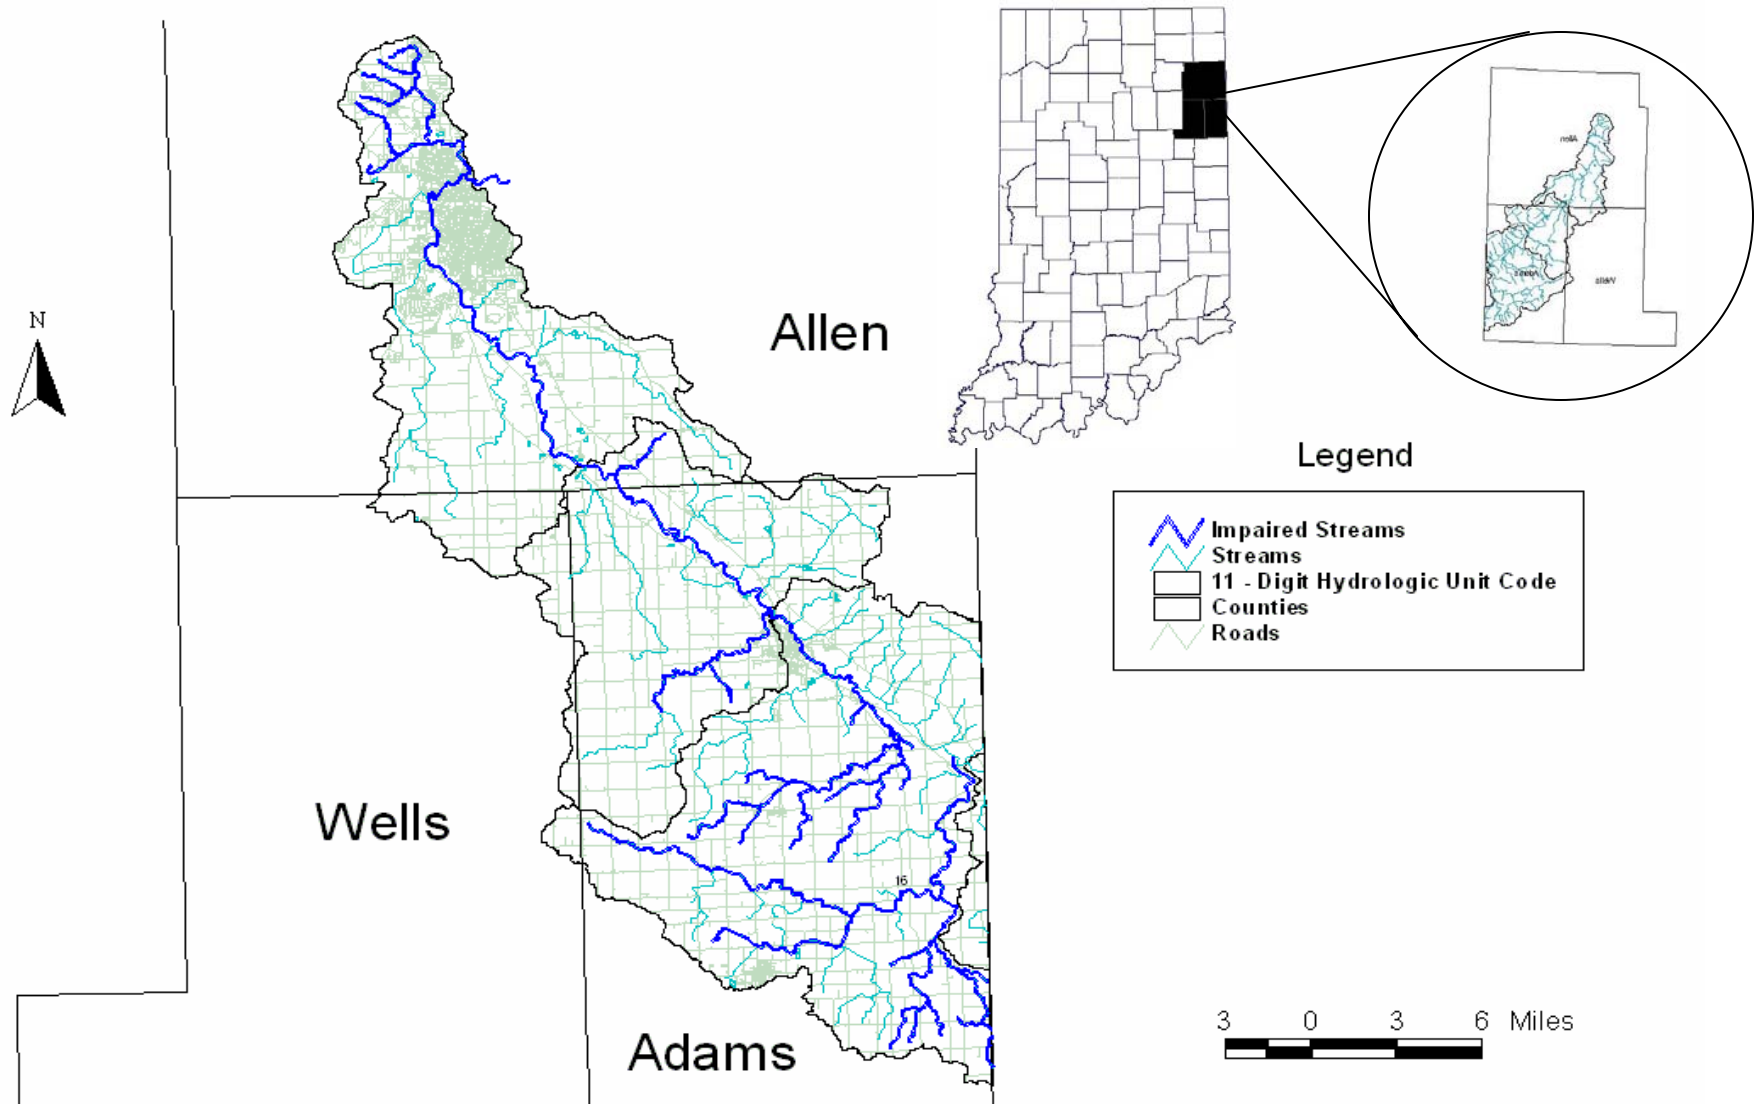 N
Allen
Wells
Adams
16
Legend
Impaired Streams
Streams
11 - Digit Hydrologic Unit Code
Counties
Roads
3 0 3 6 Miles